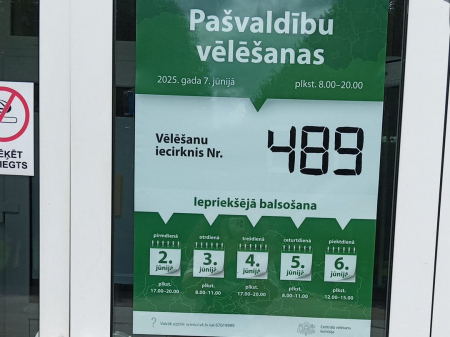 Pašvaldību
vēlēšanas
2025. gada 7. jūnijā plkst. 8.00–20.00
Vēlēšanu
iecirknis Nr. 489
Iepriekšējā balsošana
pirmdienā otrdienā trešdienā ceturtdienā piektdienā
2. 3. 4. 5. 6.
jūnijā jūnijā jūnijā jūnijā jūnijā
plkst. plkst. plkst. plkst. plkst.
17.00–20.00 8.00–11.00 17.00–20.00 8.00–11.00 12.00–15.00
?
Centrālā vēlēšanu
komisija
ĒĶĒT
IEGTS